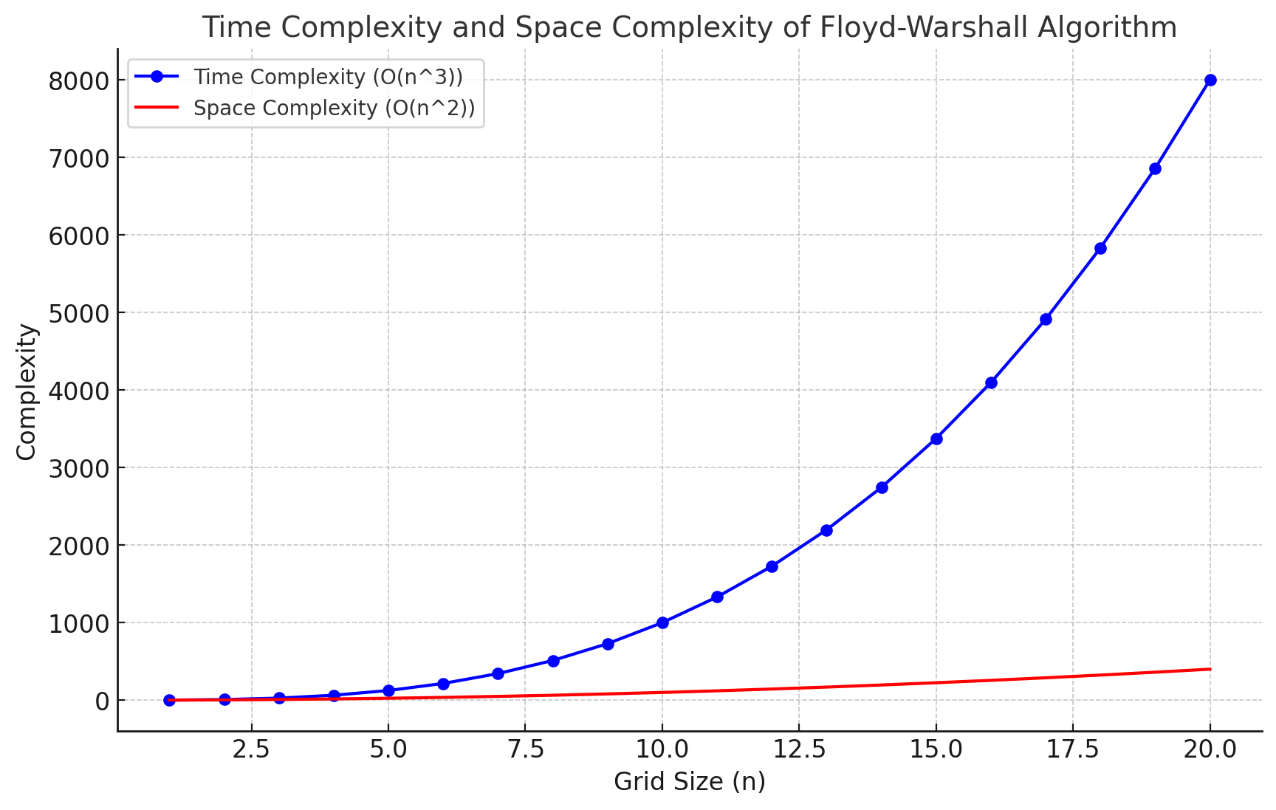 Time Complexity and Space Complexity of Floyd-Warshall Algorithm
Time Complexity (O(n^3))
Space Complexity (O(n^2))
Complexity
8000
7000
6000
5000
4000
3000
2000
1000
0
2.5 5.0 7.5 10.0 12.5 15.0 17.5 20.0
Grid Size (n)